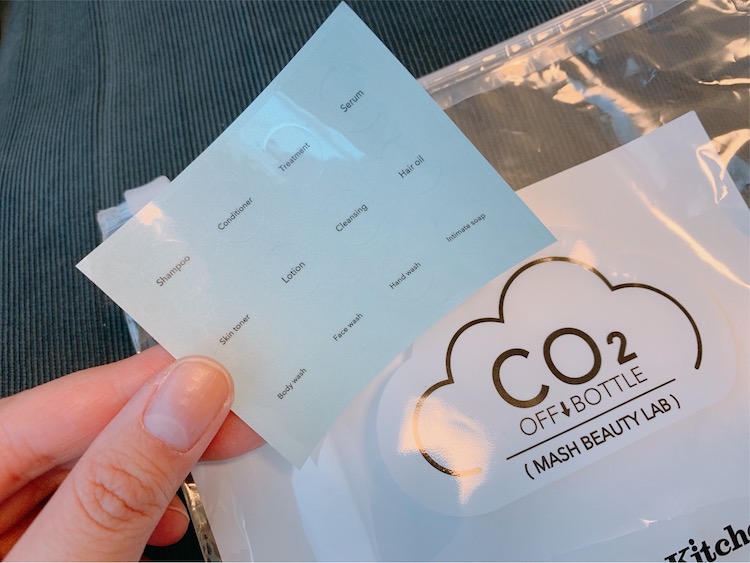 Shampoo
Conditioner
Treatment
Serum
Skin toner
Lotion
Cleansing
Hair oil
Body wash
Face wash
Hand wash
Intimate soap
CO2
OFF↓BOTTLE
( MASH BEAUTY LAB )
Kitche